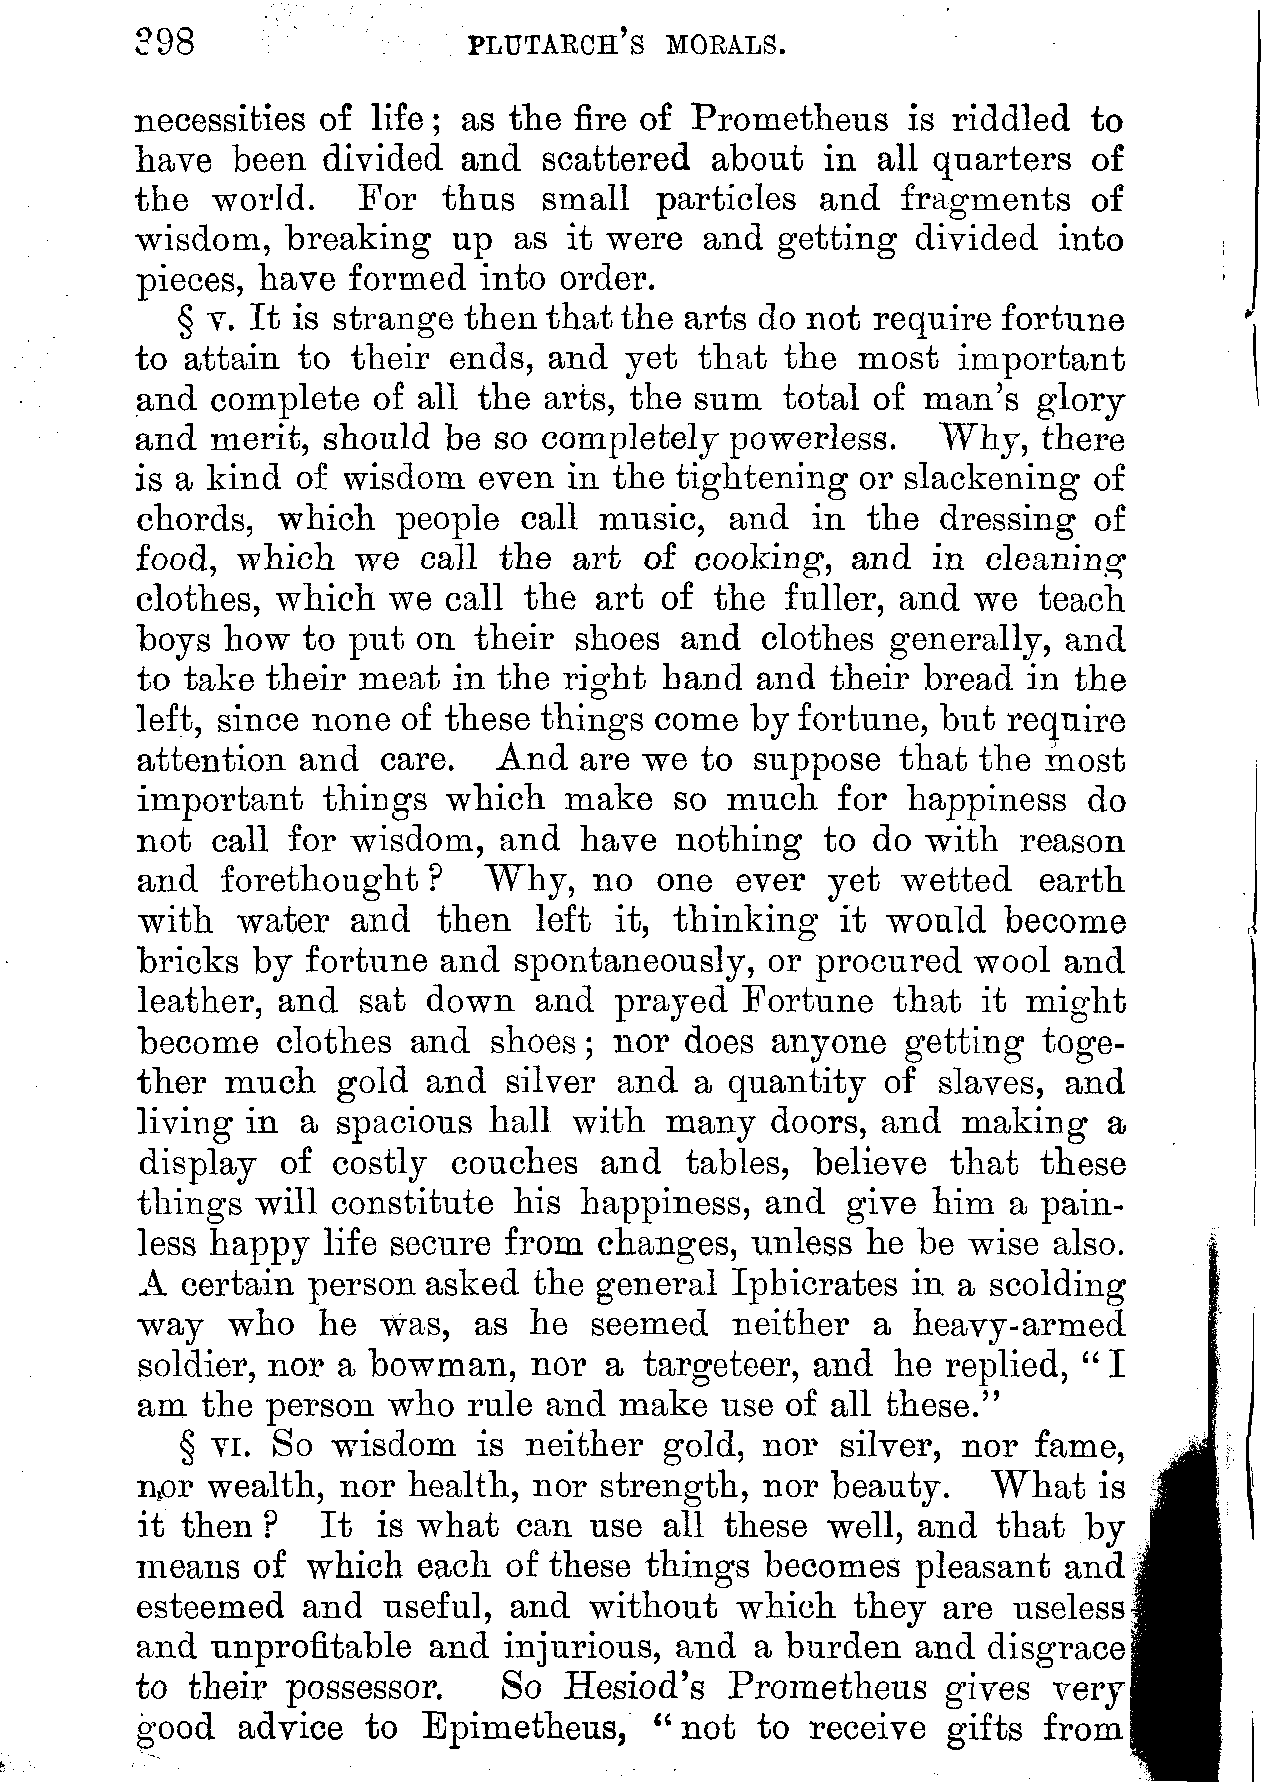 298 PLUTARCH'S MORALS.
necessities of life; as the fire of Prometheus is riddled to
have been divided and scattered about in all quarters of
the world. For thus small particles and fragments of
wisdom, breaking up as it were and getting divided into
pieces, have formed into order.
§ v. It is strange then that the arts do not require fortune
to attain to their ends, and yet that the most important
and complete of all the arts, the sum total of man's glory
and merit, should be so completely powerless. Why, there
is a kind of wisdom even in the tightening or slackening of
chords, which people call music, and in the dressing of
food, which we call the art of cooking, and in cleaning
clothes, which we call the art of the fuller, and we teach
boys how to put on their shoes and clothes generally, and
to take their meat in the right hand and their bread in the
left, since none of these things come by fortune, but require
attention and care. And are we to suppose that the most
important things which make so much for happiness do
not call for wisdom, and have nothing to do with reason
and forethought? Why, no one ever yet wetted earth
with water and then left it, thinking it would become
bricks by fortune and spontaneously, or procured wool and
leather, and sat down and prayed Fortune that it might
become clothes and shoes; nor does anyone getting toge-
ther much gold and silver and a quantity of slaves, and
living in a spacious hall with many doors, and making a
display of costly couches and tables, believe that these
things will constitute his happiness, and give him a pain-
less happy life secure from changes, unless he be wise also.
A certain person asked the general Iphicrates in a scolding
way who he was, as he seemed neither a heavy-armed
soldier, nor a bowman, nor a targeteer, and he replied, "I
am the person who rule and make use of all these."
§ VI. So wisdom is neither gold, nor silver, nor fame,
nor wealth, nor health, nor strength, nor beauty. What is
it then? It is what can use all these well, and that by
means of which each of these things becomes pleasant and
esteemed and useful, and without which they are useless
and unprofitable and injurious, and a burden and disgrace
to their possessor. So Hesiod's Prometheus gives very
good advice to Epimetheus, "not to receive gifts from